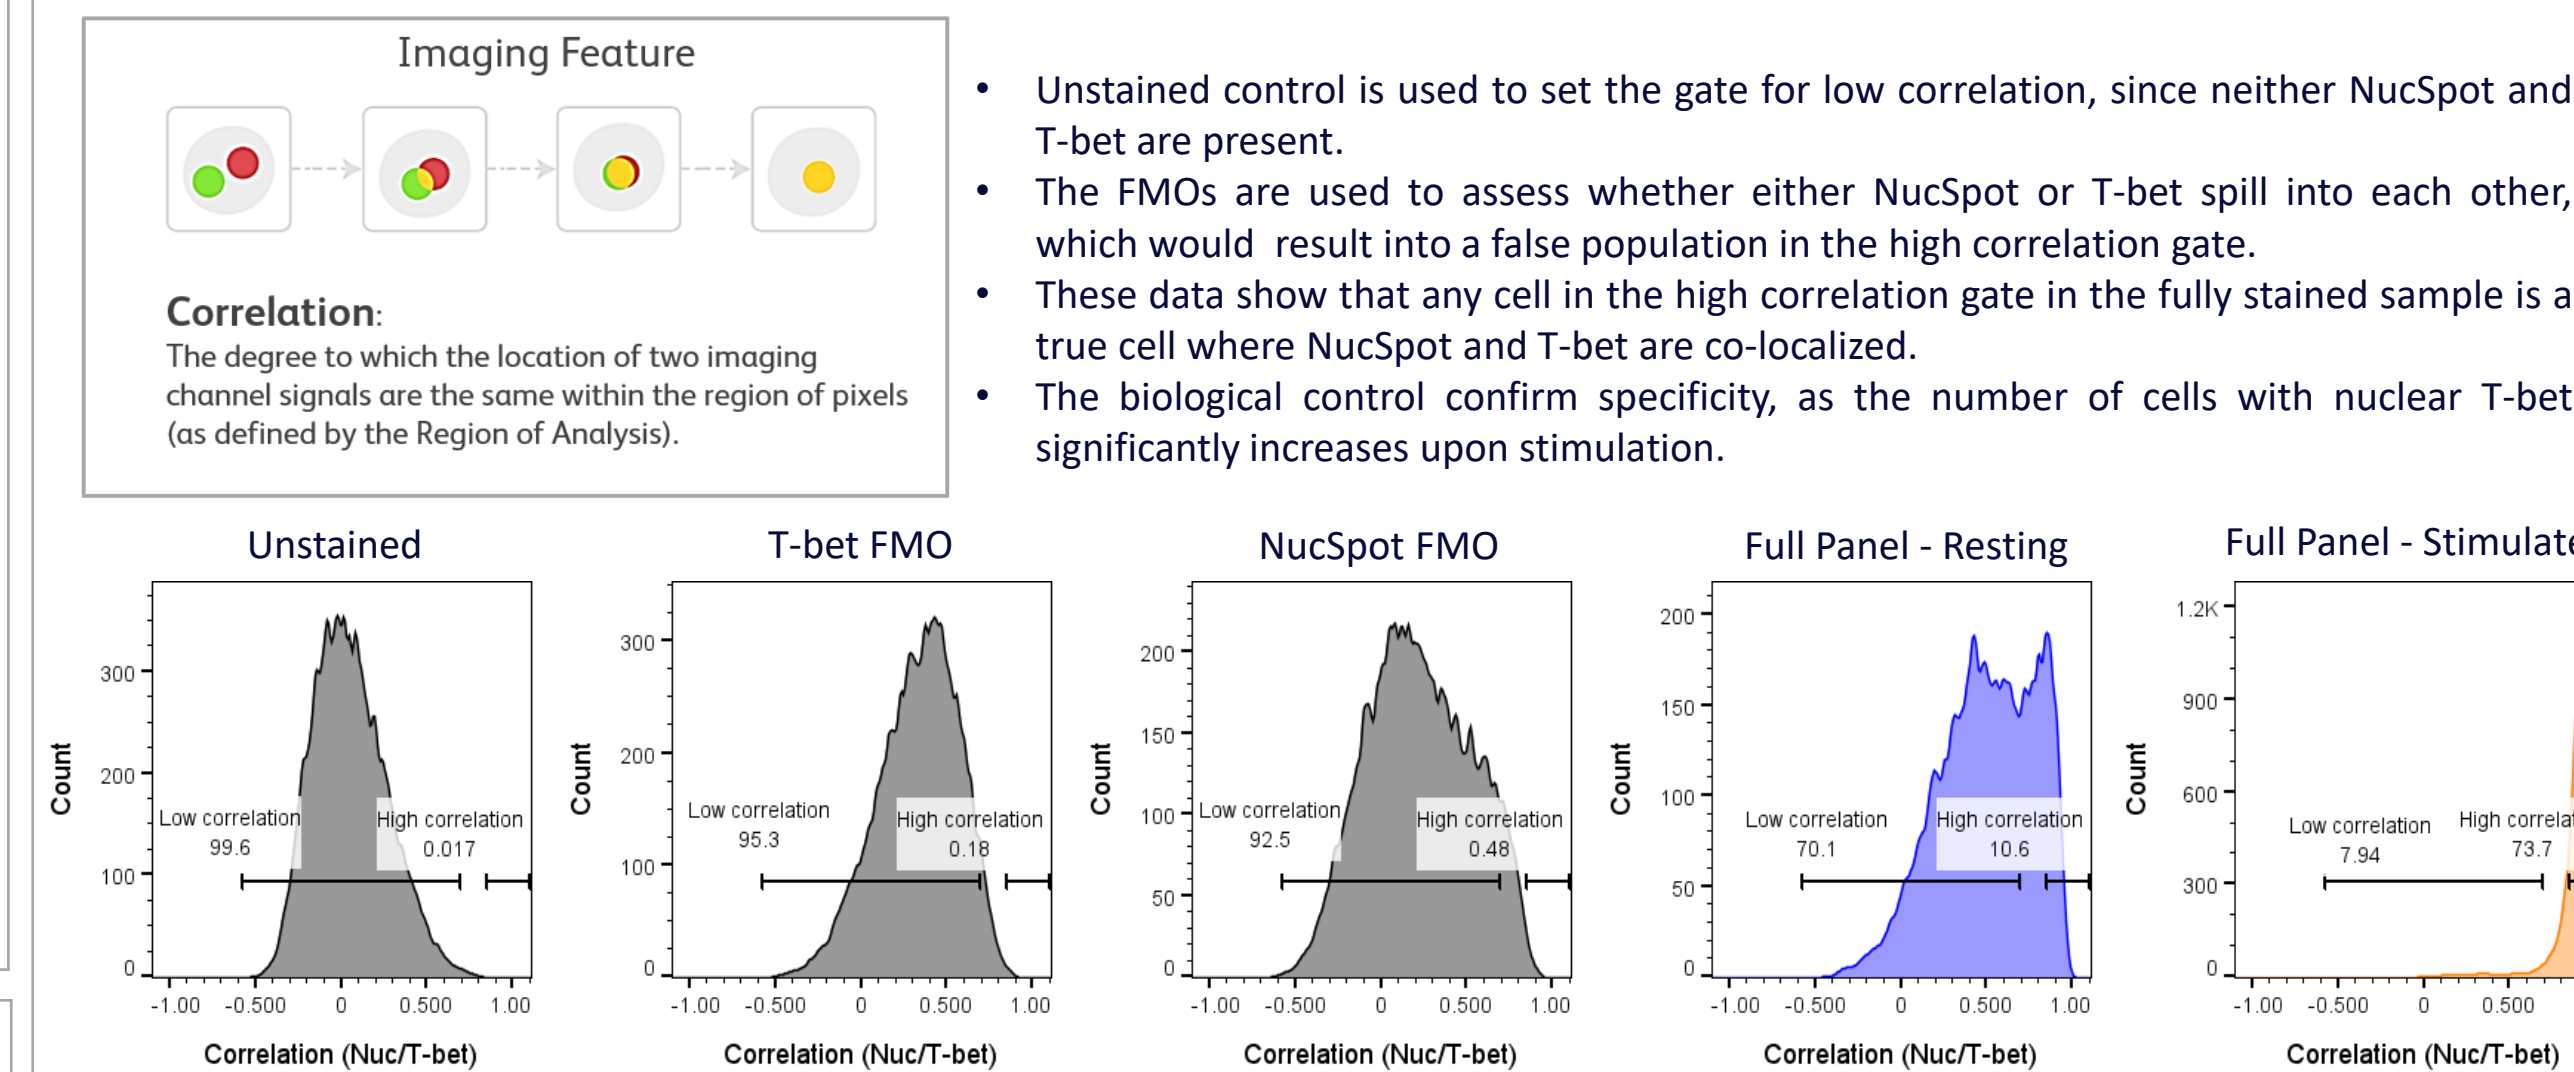 Imaging Feature
Correlation:
The degree to which the location of two imaging
channel signals are the same within the region of pixels
(as defined by the Region of Analysis).
• Unstained control is used to set the gate for low correlation, since neither NucSpot and
T-bet are present.
• The FMOs are used to assess whether either NucSpot or T-bet spill into each other,
which would result into a false population in the high correlation gate.
• These data show that any cell in the high correlation gate in the fully stained sample is a
true cell where NucSpot and T-bet are co-localized.
• The biological control confirm specificity, as the number of cells with nuclear T-bet
significantly increases upon stimulation.
Unstained
Count
300
200
100
0
Low correlation
99.6
High correlation
0.017
-1.00 -0.500 0 0.500 1.00
Correlation (Nuc/T-bet)
T-bet FMO
Count
300
200
100
0
Low correlation
95.3
High correlation
0.18
-1.00 -0.500 0 0.500 1.00
Correlation (Nuc/T-bet)
NucSpot FMO
Count
200
150
100
50
0
Low correlation
92.5
High correlation
0.48
-1.00 -0.500 0 0.500 1.00
Correlation (Nuc/T-bet)
Full Panel - Resting
Count
200
150
100
50
0
Low correlation
70.1
High correlation
10.6
-1.00 -0.500 0 0.500 1.00
Correlation (Nuc/T-bet)
Full Panel - Stimulate
Count
1.2K
900
600
300
0
Low correlation
7.94
High correlat
73.7
-1.00 -0.500 0 0.500
Correlation (Nuc/T-bet)